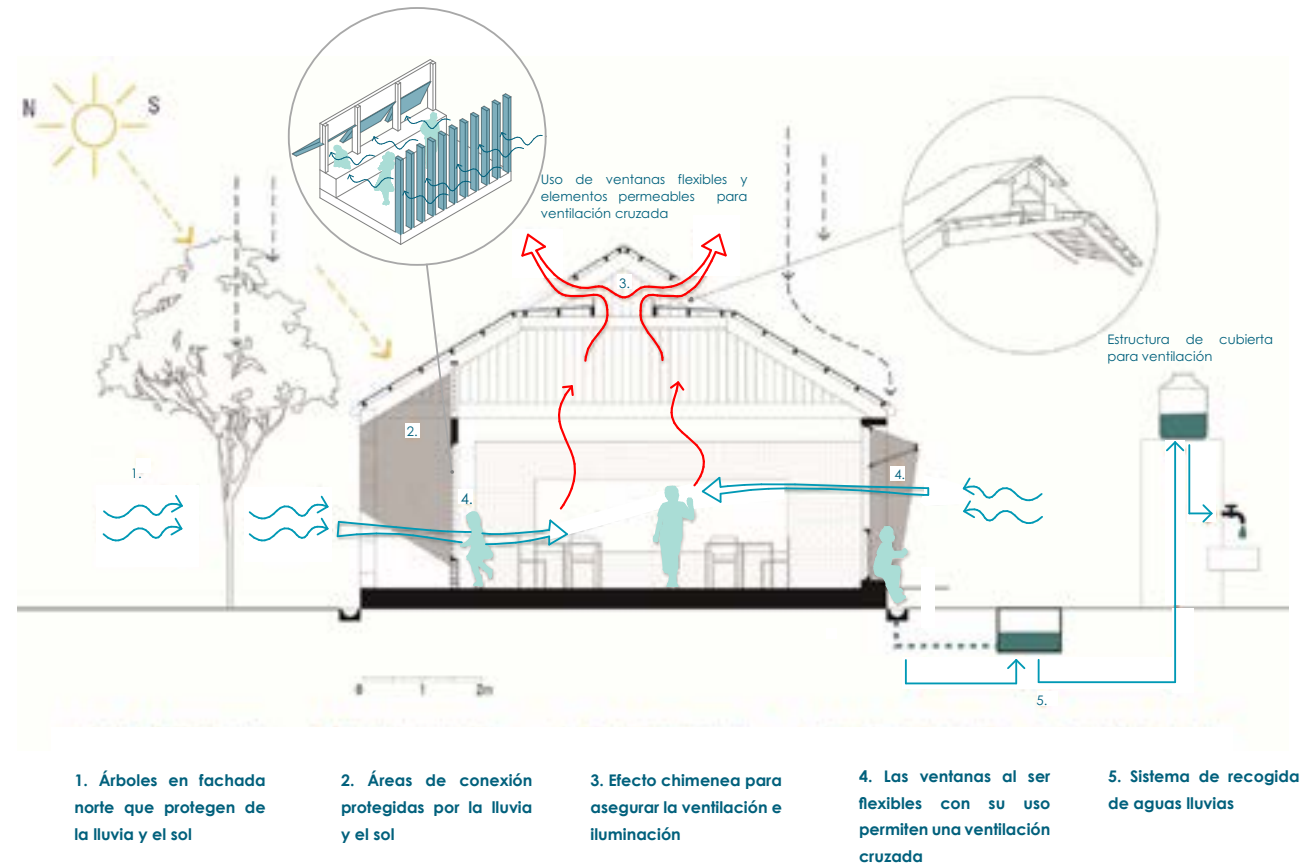 N
S
Uso de ventanas flexibles y
elementos permeables para
ventilación cruzada
3.
Estructura de cubierta
para ventilación
2.
1.
4.
4.
0 1 2m
5.
1. Árboles en fachada
norte que protegen de
la lluvia y el sol
2. Áreas de conexión
protegidas por la lluvia
y el sol
3. Efecto chimenea para
asegurar la ventilación e
iluminación
4. Las ventanas al ser
flexibles con su uso
permiten una ventilación
cruzada
5. Sistema de recogida
de aguas lluvias